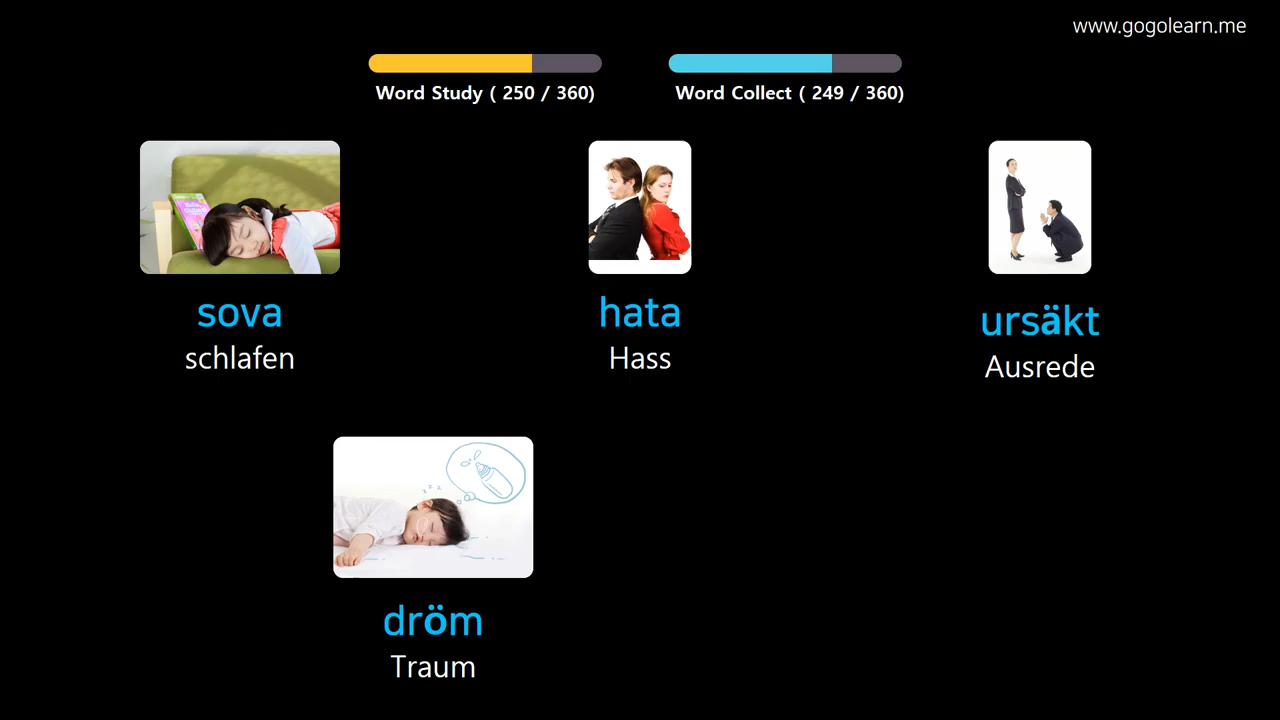 www.gogolearn.me
Word Study ( 250 / 360)
Word Collect ( 249 / 360)
sova
schlafen
hata
Hass
ursäkt
Ausrede
dröm
Traum